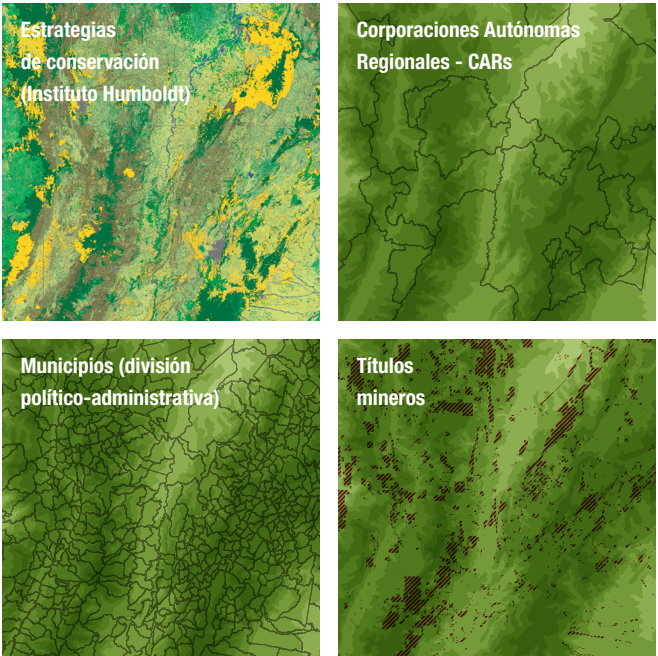 Estrategias
de conservación
(Instituto Humboldt)
Corporaciones Autónomas
Regionales - CARs
Municipios (división
político-administrativa)
Títulos
mineros